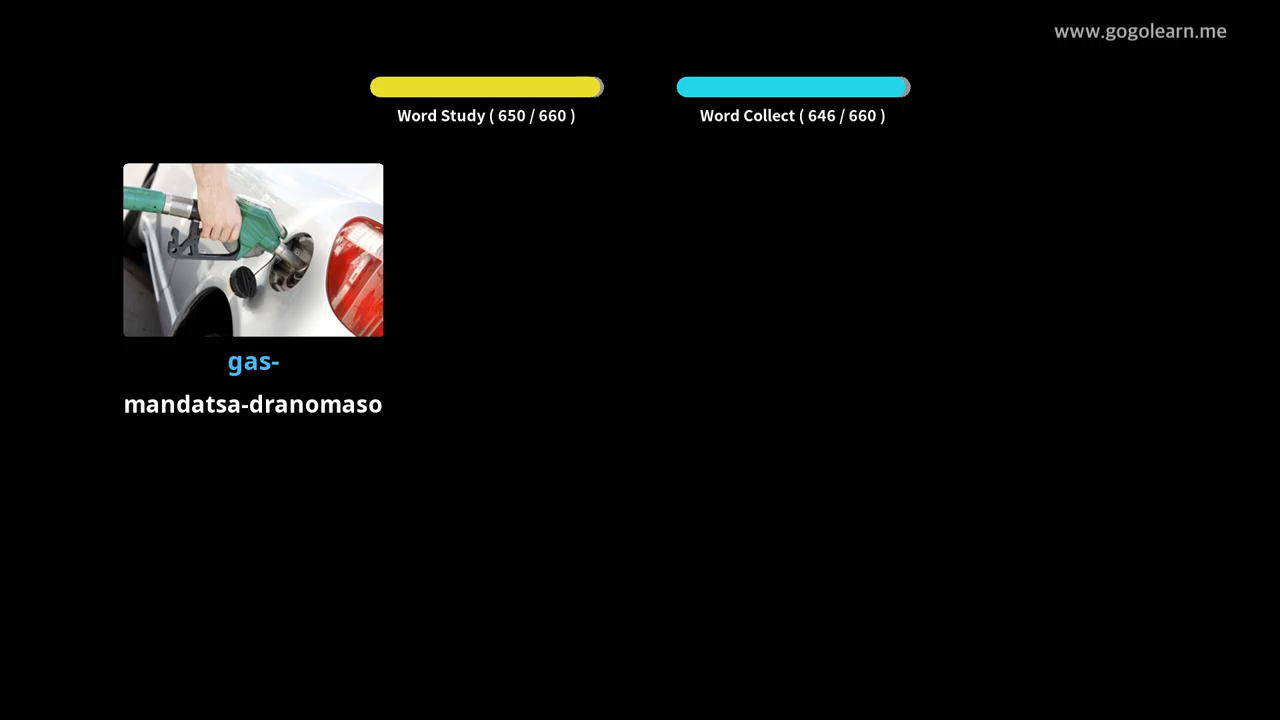 www.gogolearn.me
Word Study ( 650 / 660 )
Word Collect ( 646 / 660 )
gas-
mandatsa-dranomaso